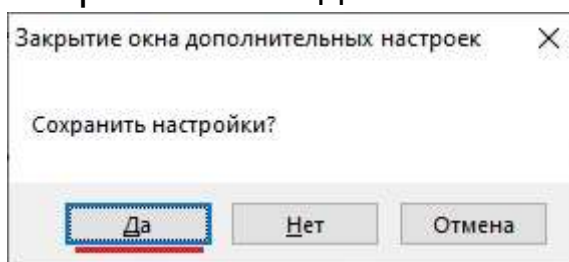 Закрытие окна дополнительных настроек
Сохранить настройки?
Да Нет Отмена